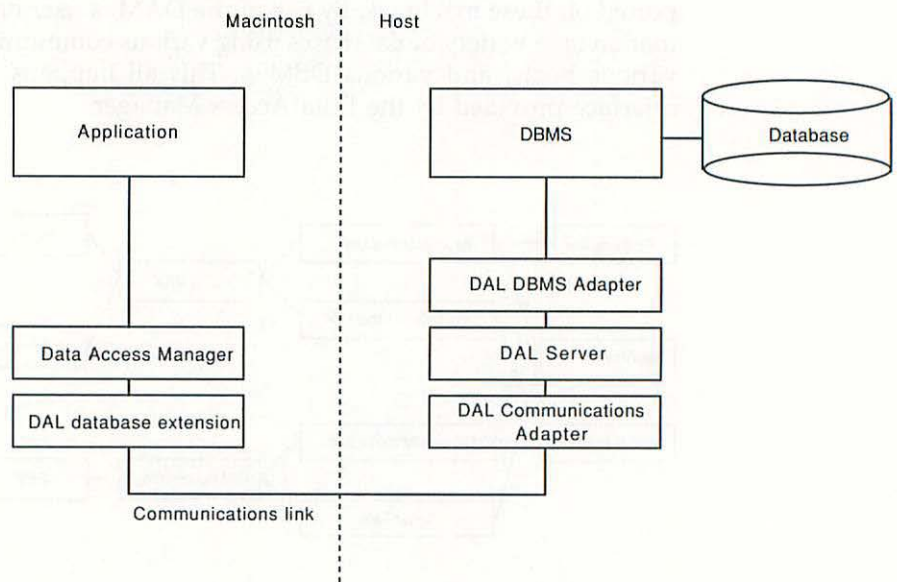 Macintosh
Host
Application
DBMS
Database
DAL DBMS Adapter
Data Access Manager
DAL Server
DAL database extension
DAL Communications
Adapter
Communications link